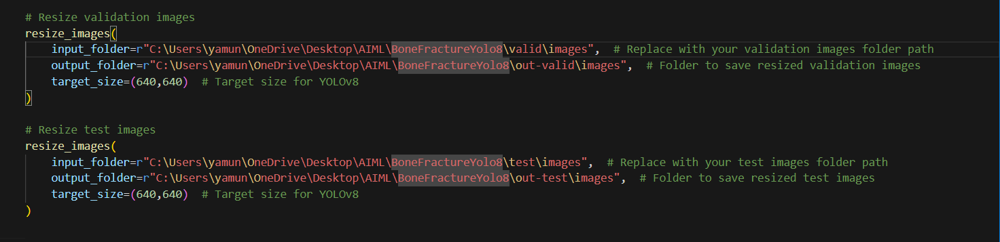 # Resize validation images
resize_images(
    input_folder=r"C:\Users\yamun\OneDrive\Desktop\AIML\BoneFractureYolo8\valid\images",  # Replace with your validation images folder path
    output_folder=r"C:\Users\yamun\OneDrive\Desktop\AIML\BoneFractureYolo8\out-valid\images",  # Folder to save resized validation images
    target_size=(640,640)  # Target size for YOLOv8
)
# Resize test images
resize_images(
    input_folder=r"C:\Users\yamun\OneDrive\Desktop\AIML\BoneFractureYolo8\test\images",  # Replace with your test images folder path
    output_folder=r"C:\Users\yamun\OneDrive\Desktop\AIML\BoneFractureYolo8\out-test\images",  # Folder to save resized test images
    target_size=(640,640)  # Target size for YOLOv8
)